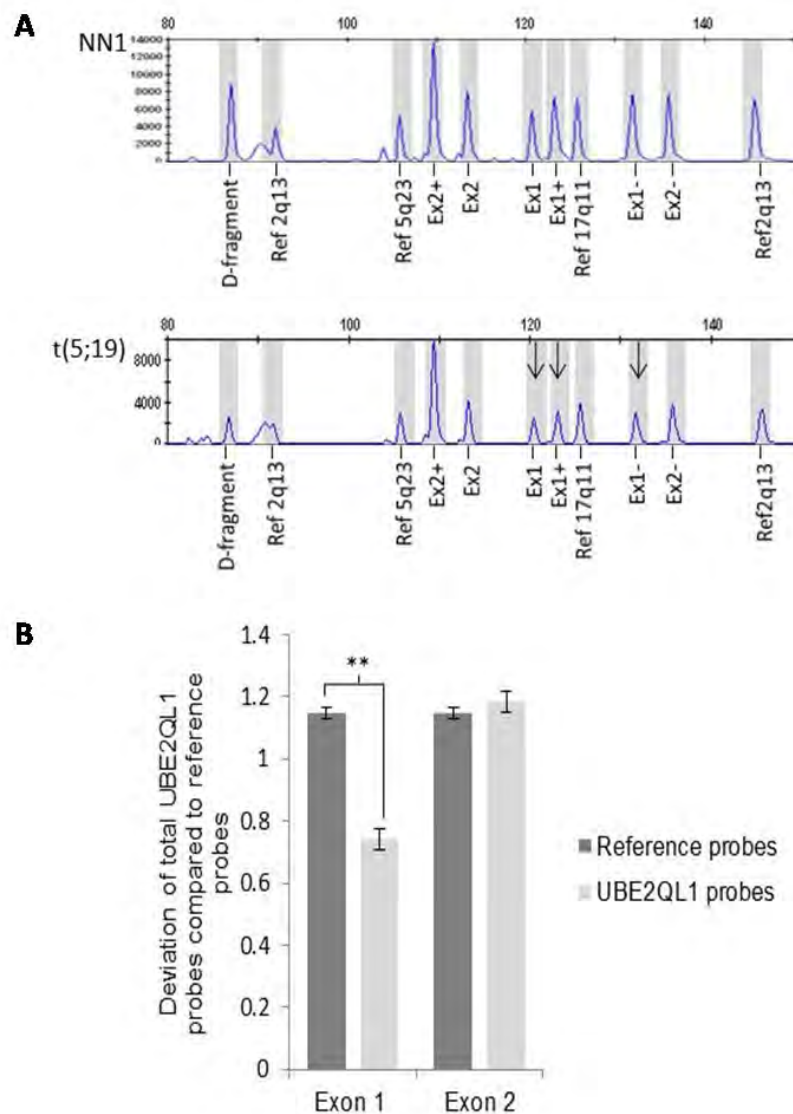 A
80 100 120 140
NN1
14000
12000
10000
8000
6000
4000
2000
0
D-fragment
Ref 2q13
Ref 5q23
Ex2+
Ex2
Ex1
Ex1+
Ref 17q11
Ex1-
Ex2-
Ref2q13
80 100 120 140
t(5;19)
8000
4000
0
D-fragment
Ref 2q13
Ref 5q23
Ex2+
Ex2
Ex1
Ex1+
Ref 17q11
Ex1-
Ex2-
Ref2q13
B
Deviation of total UBE2QL1
probes compared to reference
probes
1.4
1.2
1
0.8
0.6
0.4
0.2
0
**
Exon 1 Exon 2
Reference probes
UBE2QL1 probes